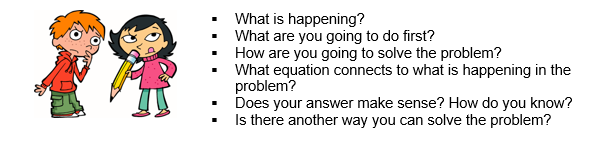 ▪ What is happening?
▪ What are you going to do first?
▪ How are you going to solve the problem?
▪ What equation connects to what is happening in the
problem?
▪ Does your answer make sense? How do you know?
▪ Is there another way you can solve the problem?